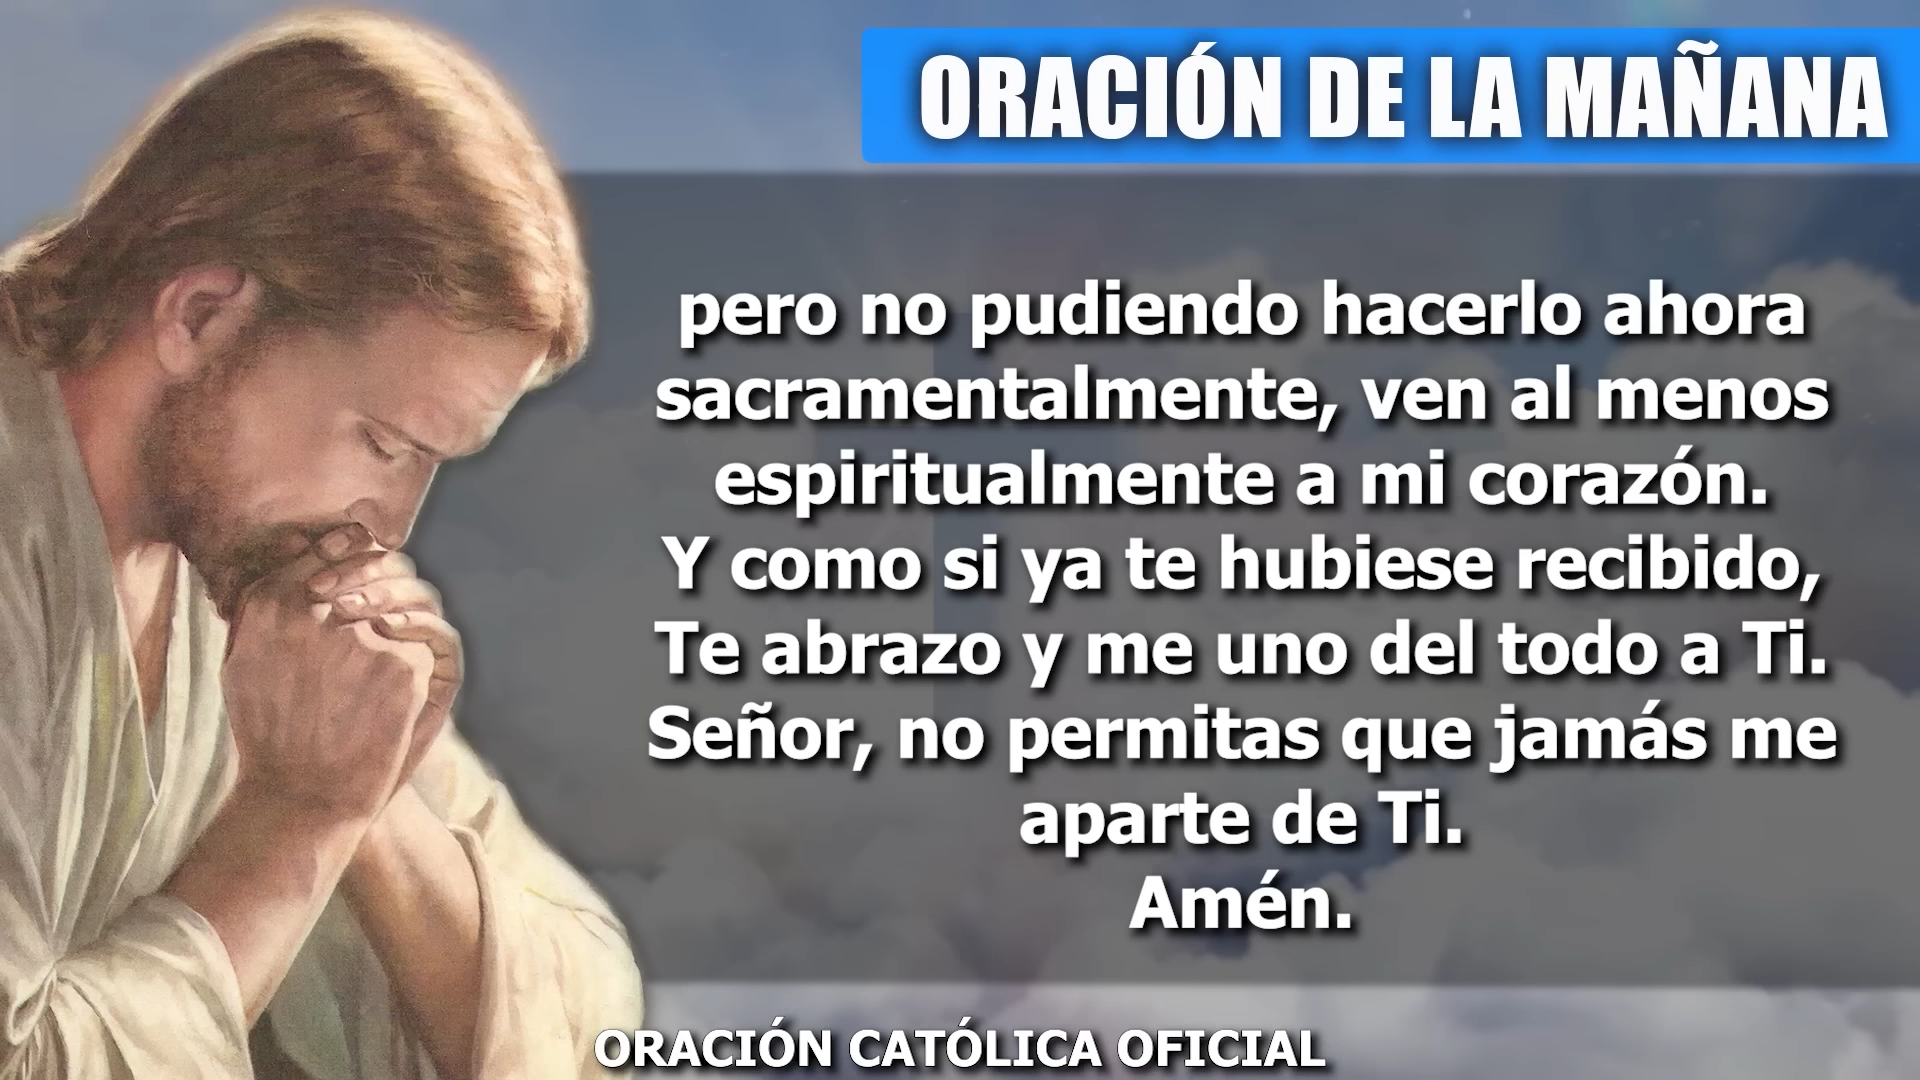 ORACIÓN DE LA MAÑANA
pero no pudiendo hacerlo ahora
sacramentalmente, ven al menos
espiritualmente a mi corazón.
Y como si ya te hubiese recibido,
Te abrazo y me uno del todo a Ti.
Señor, no permitas que jamás me
aparte de Ti.
Amén.
ORACIÓN CATÓLICA OFICIAL